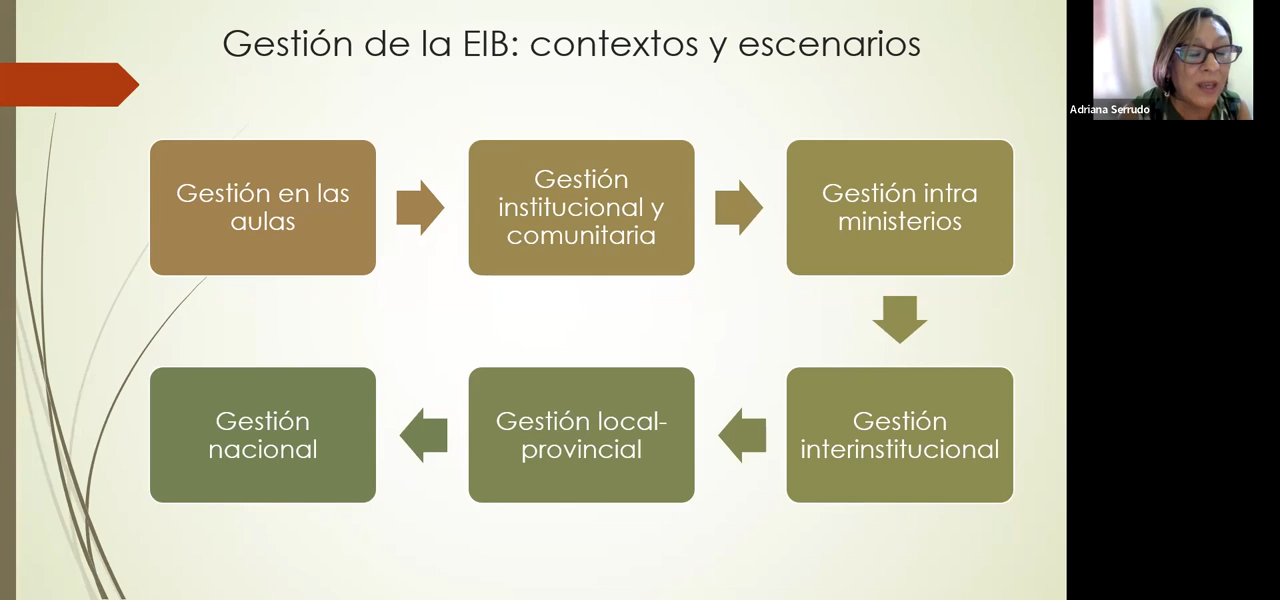 Gestión de la EIB: contextos y escenarios
Adriana Serrudo
Gestión en las
aulas
Gestión
institucional y
comunitaria
Gestión intra
ministerios
Gestión
interinstitucional
Gestión local-
provincial
Gestión
nacional